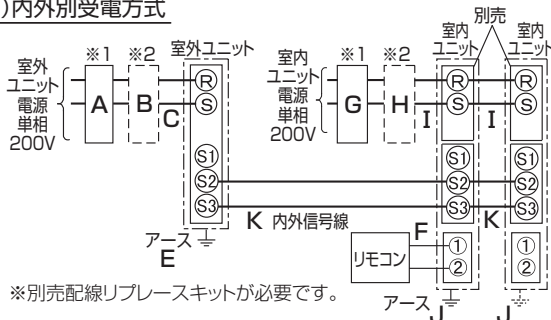 )内外別受電方式
別売
※1 ※2 室外ユニット
室外
ユニット
電源
単相
200V
A B C
R
S
S1
S2
S3
アース
E
※1 ※2
室内
ユニット
電源
単相
200V
G H I I
室内
ユニット
室内
ユニット
R
S
S1
S2
S3
R
S
S1
S2
S3
K 内外信号線
K
F
リモコン
①
②
①
②
アース
J J
※別売配線リプレースキットが必要です。